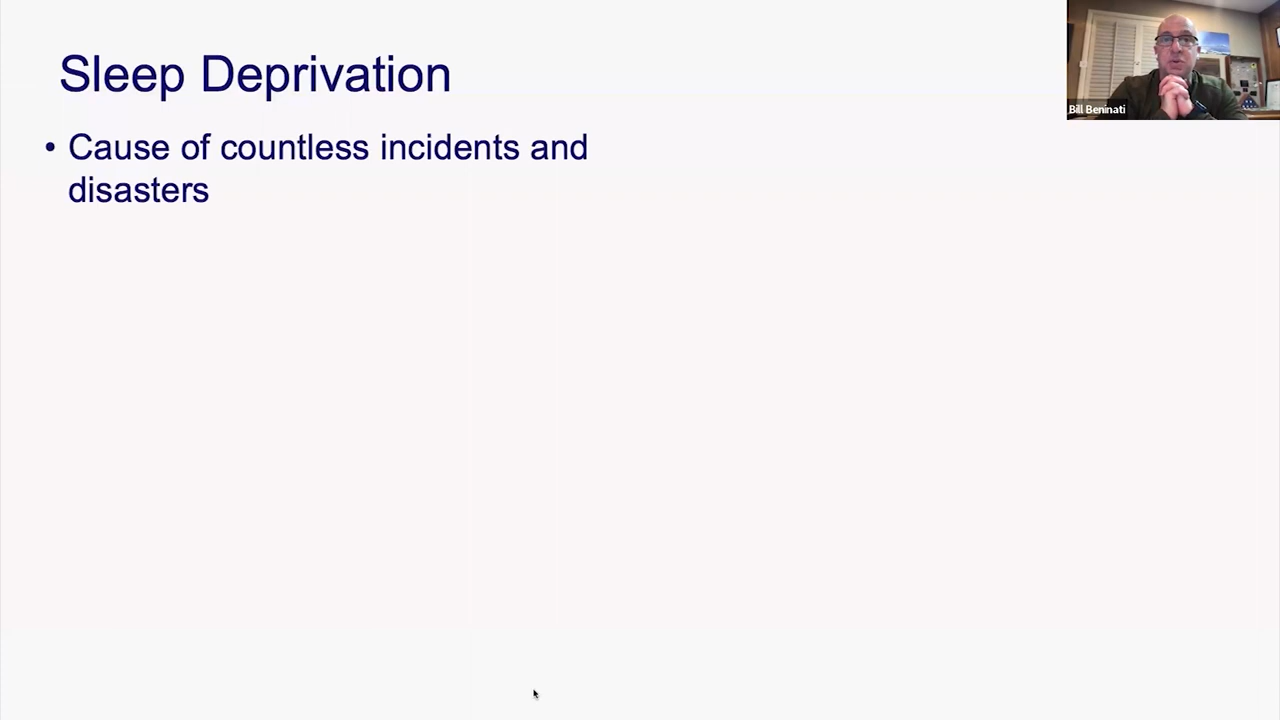 Sleep Deprivation
• Cause of countless incidents and
disasters
Bill Beninati